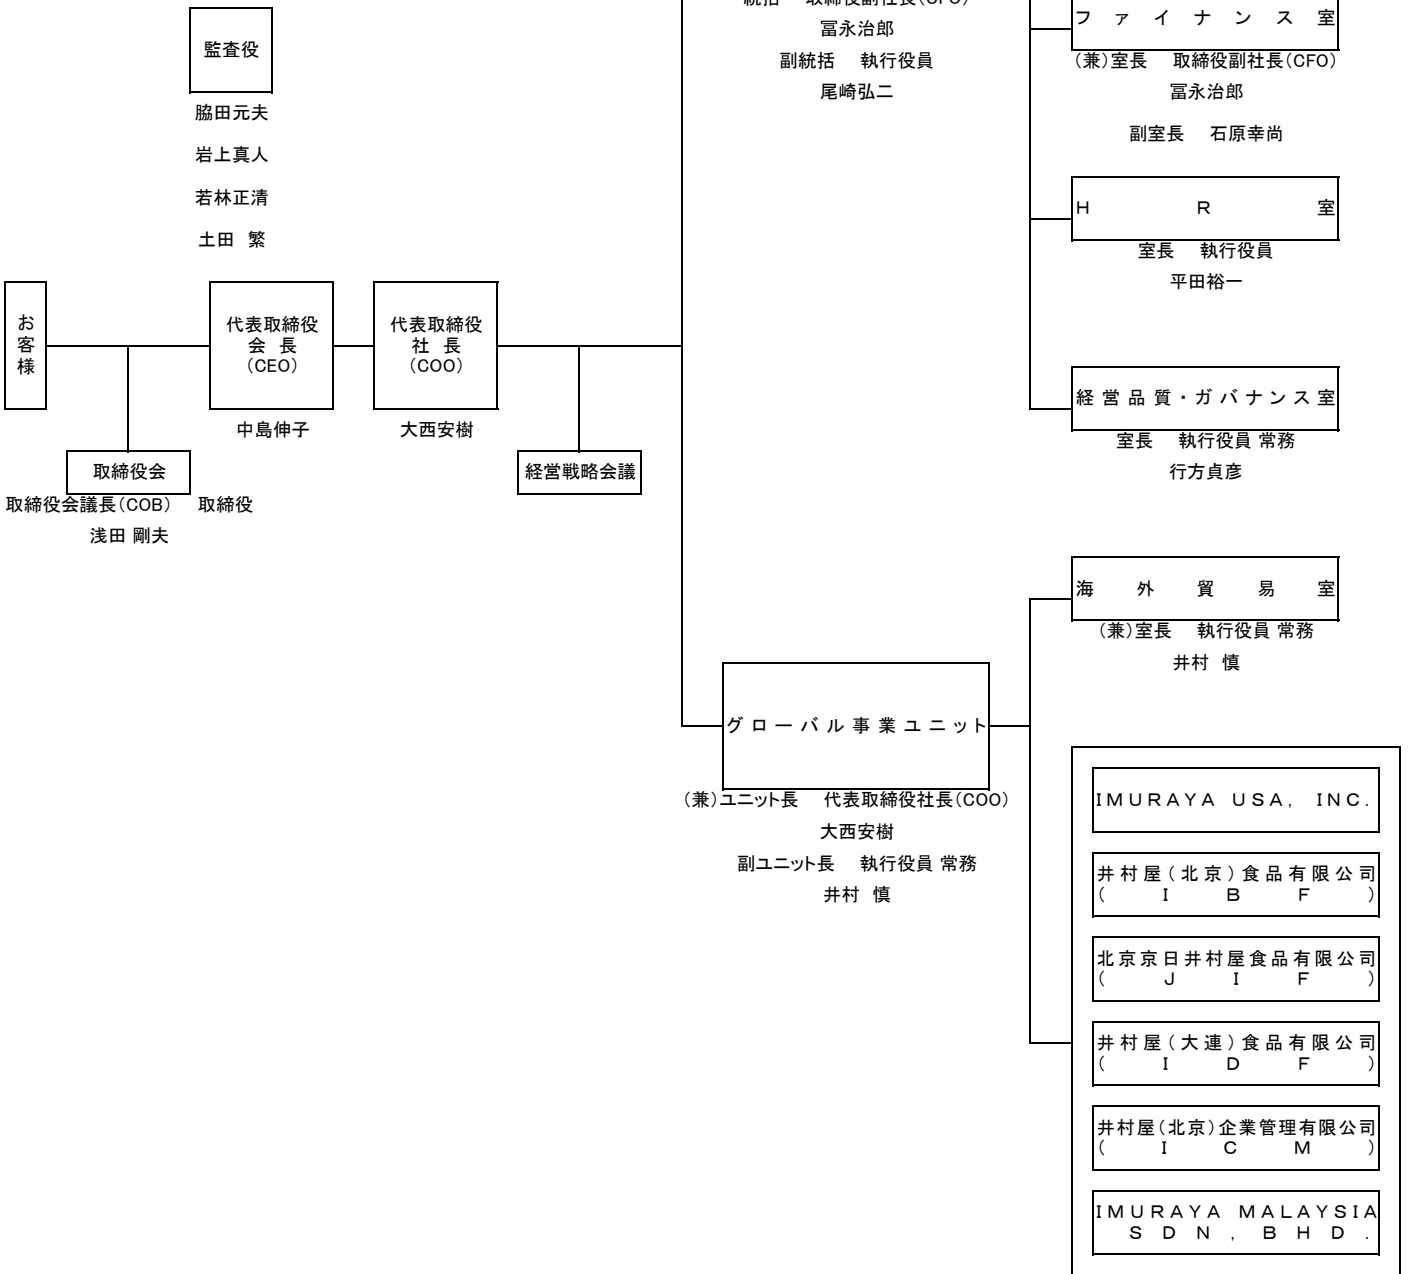 監査役
脇田元夫
岩上真人
若林正清
土田 繁
お客様
代表取締役
会 長
(CEO)
中島伸子
代表取締役
社 長
(COO)
大西安樹
取締役会
取締役会議長(COB) 取締役
浅田 剛夫
経営戦略会議
統括 取締役副社長(CFO)
冨永治郎
副統括 執行役員
尾崎弘二
ファイナンス室
(兼)室長 取締役副社長(CFO)
冨永治郎
副室長 石原幸尚
HR室
室長 執行役員
平田裕一
経営品質・ガバナンス室
室長 執行役員 常務
行方貞彦
グローバル事業ユニット
(兼)ユニット長 代表取締役社長(COO)
大西安樹
副ユニット長 執行役員 常務
井村 慎
海外貿易室
(兼)室長 執行役員 常務
井村 慎
IMURAYA USA, INC.
井村屋(北京)食品有限公司
(IBF)
北京京日井村屋食品有限公司
(JIF)
井村屋(大連)食品有限公司
(IDF)
井村屋(北京)企業管理有限公司
(ICM)
IMURAYA MALAYSIA
SDN, BHD.